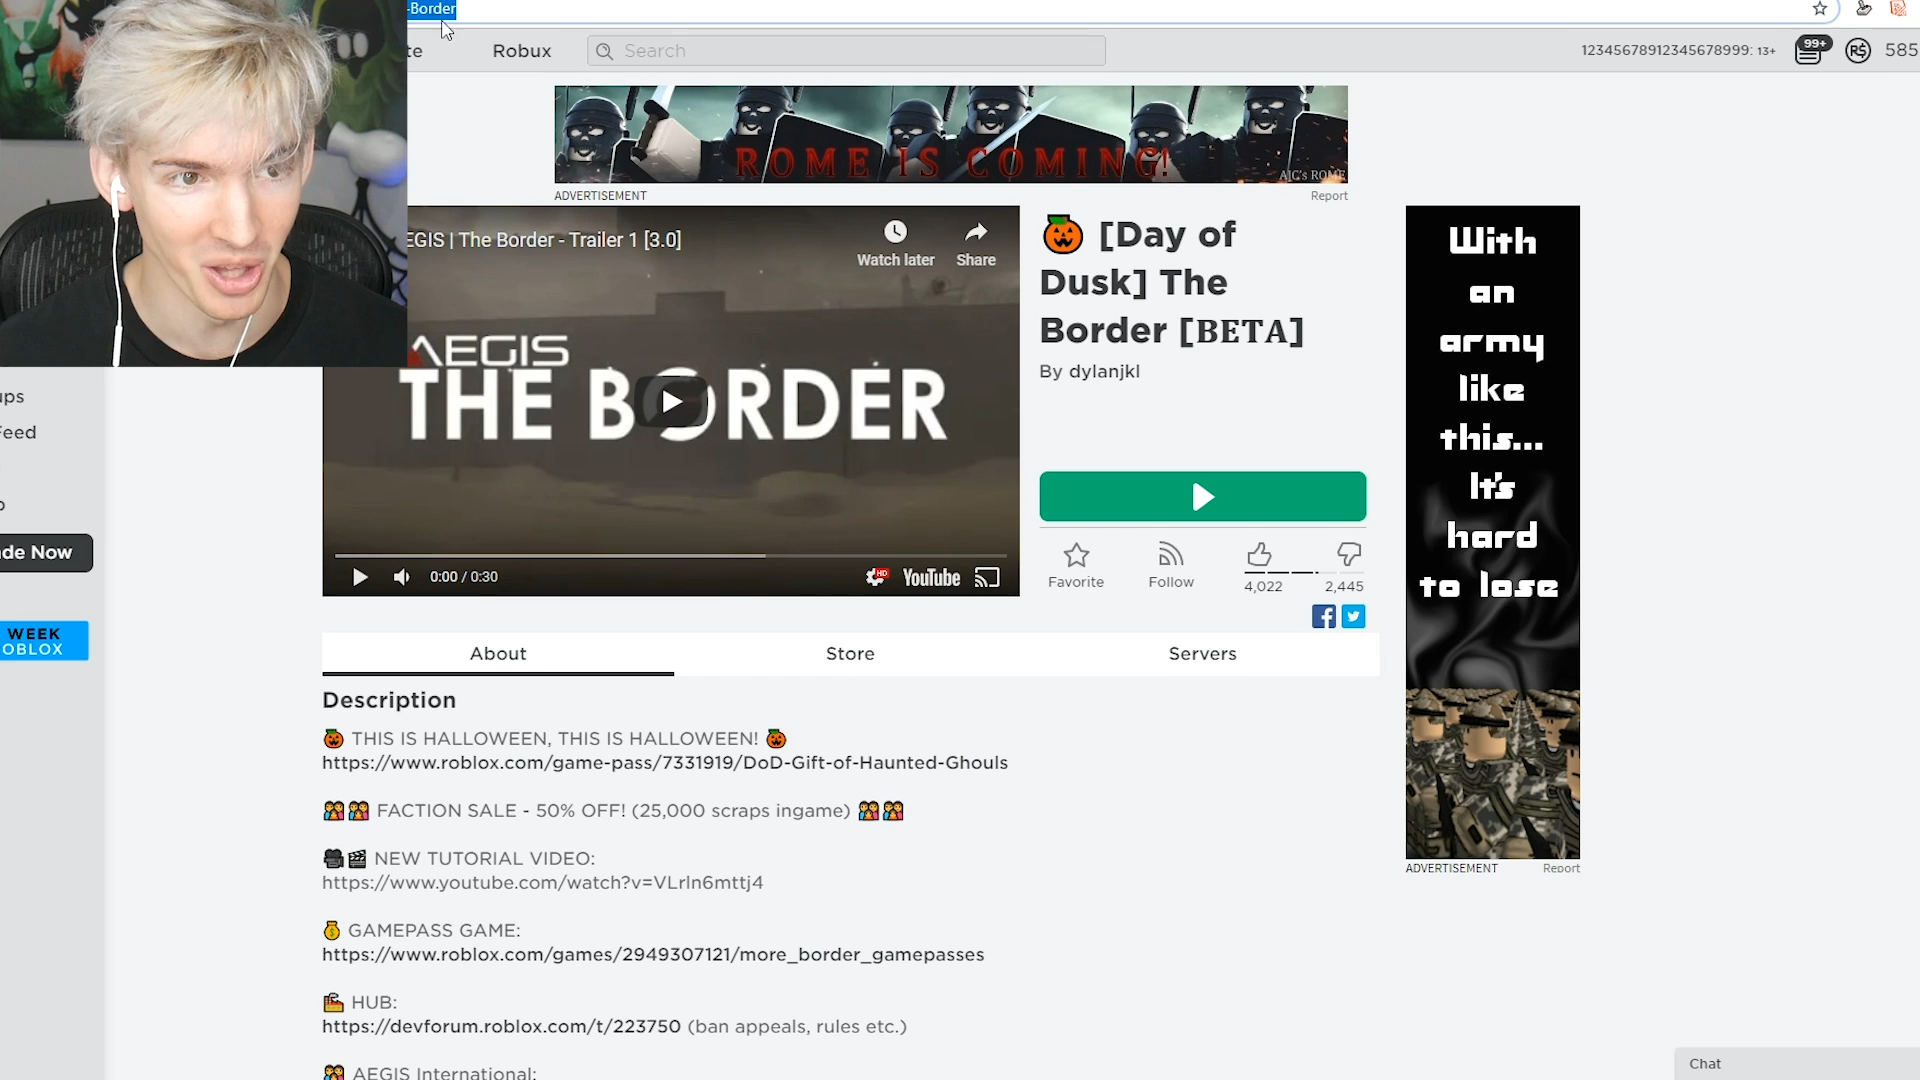 -Border
te
Robux
Search
12345678912345678999: 13+
99+
R$
585
ROME IS COMING!
AJC's ROME
ADVERTISEMENT
Report
EGIS | The Border - Trailer 1 [3.0]
Watch later
Share
AEGIS
THE BORDER
0:00 / 0:30
HD
YouTube
🎃 [Day of
Dusk] The
Border [BETA]
By dylanjkl
Favorite
Follow
4,022
2,445
With
an
army
like
this...
It's
hard
to lose
ADVERTISEMENT
Report
ups
Feed
p
de Now
WEEK
OBLOX
About
Store
Servers
Description
🎃 THIS IS HALLOWEEN, THIS IS HALLOWEEN! 🎃
https://www.roblox.com/game-pass/7331919/DoD-Gift-of-Haunted-Ghouls
👨‍👩‍👧👨‍👩‍👧 FACTION SALE - 50% OFF! (25,000 scraps ingame) 👨‍👩‍👧👨‍👩‍👧
🎥🎬 NEW TUTORIAL VIDEO:
https://www.youtube.com/watch?v=VLrln6mttj4
💰 GAMEPASS GAME:
https://www.roblox.com/games/2949307121/more_border_gamepasses
HUB:
https://devforum.roblox.com/t/223750 (ban appeals, rules etc.)
AEGIS International:
Chat